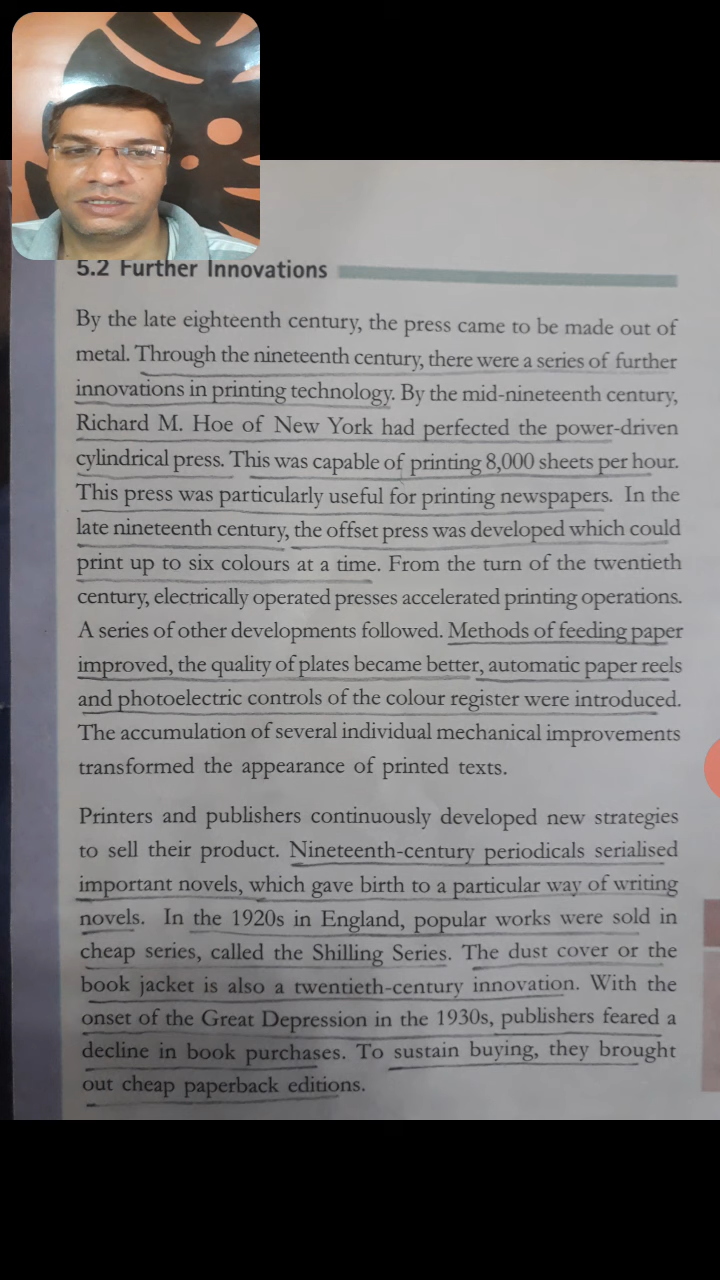 5.2 Further Innovations
By the late eighteenth century, the press came to be made out of
metal. Through the nineteenth century, there were a series of further
innovations in printing technology. By the mid-nineteenth century,
Richard M. Hoe of New York had perfected the power-driven
cylindrical press. This was capable of printing 8,000 sheets per hour.
This press was particularly useful for printing newspapers. In the
late nineteenth century, the offset press was developed which could
print up to six colours at a time. From the turn of the twentieth
century, electrically operated presses accelerated printing operations.
A series of other developments followed. Methods of feeding paper
improved, the quality of plates became better, automatic paper reels
and photoelectric controls of the colour register were introduced.
The accumulation of several individual mechanical improvements
transformed the appearance of printed texts.
Printers and publishers continuously developed new strategies
to sell their product. Nineteenth-century periodicals serialised
important novels, which gave birth to a particular way of writing
novels. In the 1920s in England, popular works were sold in
cheap series, called the Shilling Series. The dust cover or the
book jacket is also a twentieth-century innovation. With the
onset of the Great Depression in the 1930s, publishers feared a
decline in book purchases. To sustain buying, they brought
out cheap paperback editions.